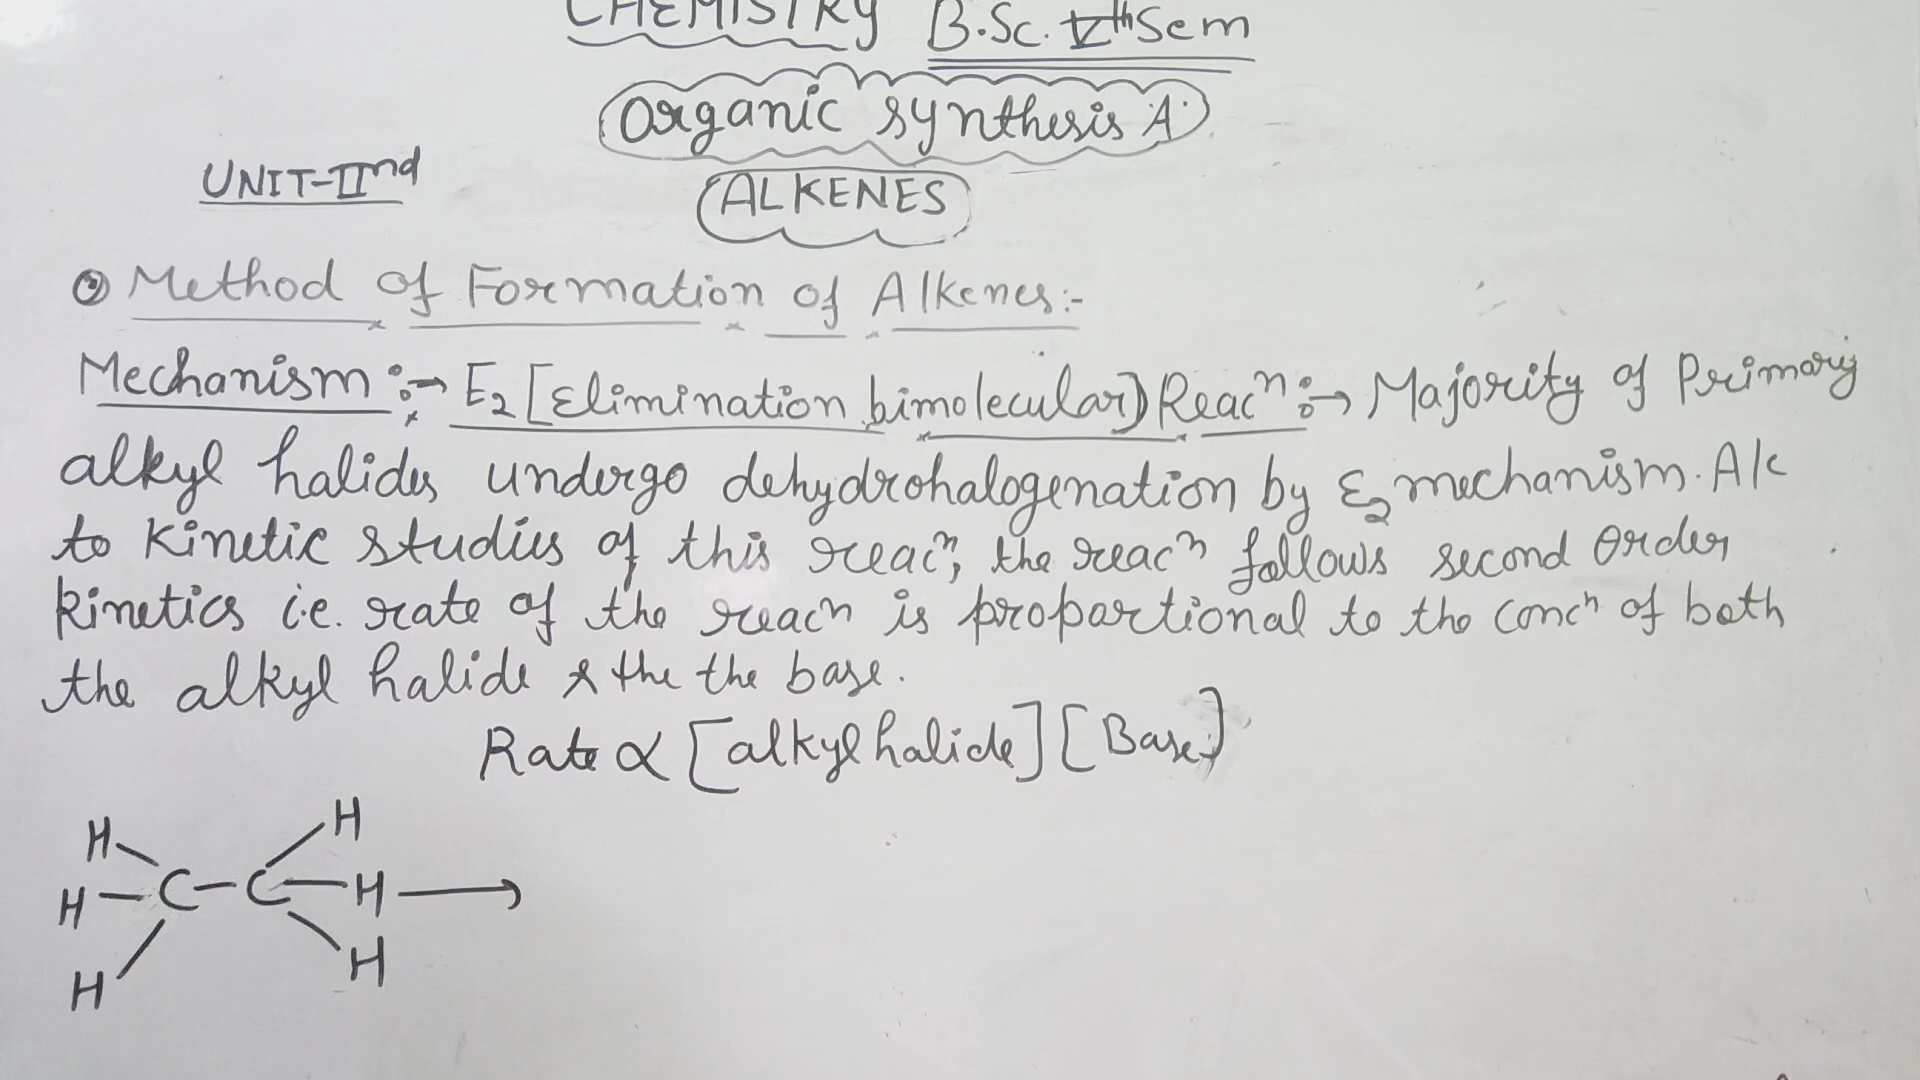 CHEMISTRY B.Sc. Vth Sem
Organic synthesis A
UNIT-IInd
ALKENES
Method of Formation of Alkenes:-
Mechanism :→ E2 [Elimination bimolecular) Reacn :→ Majority of Primary
alkyl halides undergo dehydrohalogenation by E2 mechanism. A/c
to kinetic studies of this reacn, the reacn follows second order
kinetics i.e. rate of the reacn is proportional to the concn of both
the alkyl halide & the the base.
Rate ∝ [alkyl halide] [Base]
H H
H-C-C-H →
H H